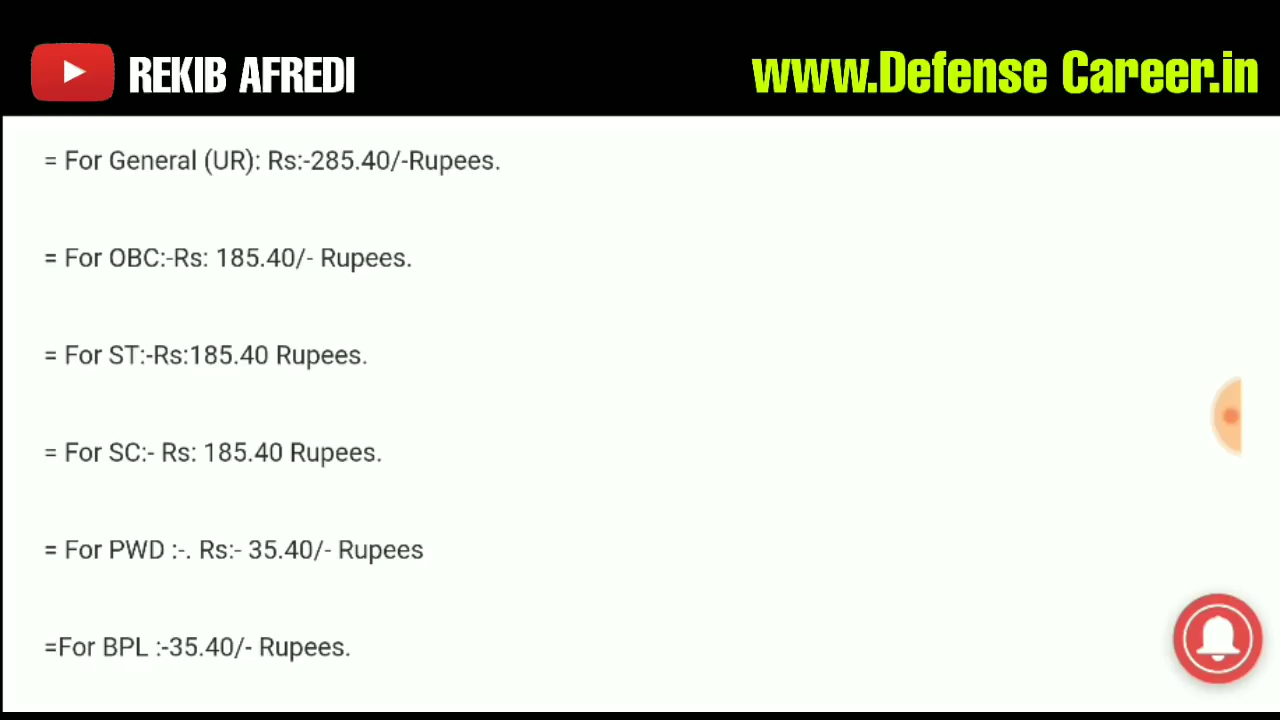 REKIB AFREDI
www.Defense Career.in
= For General (UR): Rs:-285.40/-Rupees.
= For OBC:-Rs: 185.40/- Rupees.
= For ST:-Rs:185.40 Rupees.
= For SC:- Rs: 185.40 Rupees.
= For PWD :-. Rs:- 35.40/- Rupees
=For BPL :-35.40/- Rupees.